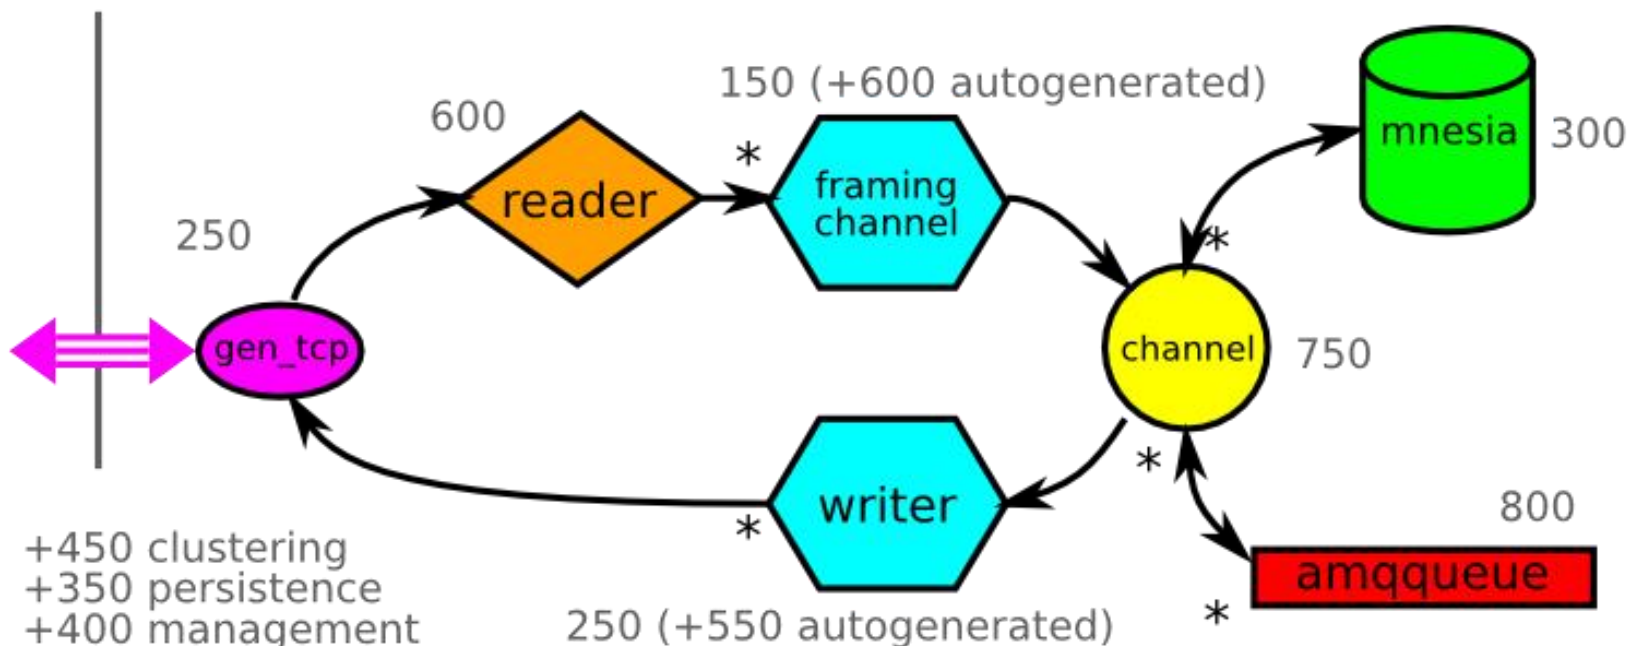 150 (+600 autogenerated)
600
*
reader
framing
channel
mnesia
300
250
*
gen_tcp
channel
750
*
writer
*
800
amqqueue
*
+450 clustering
+350 persistence
+400 management
250 (+550 autogenerated)